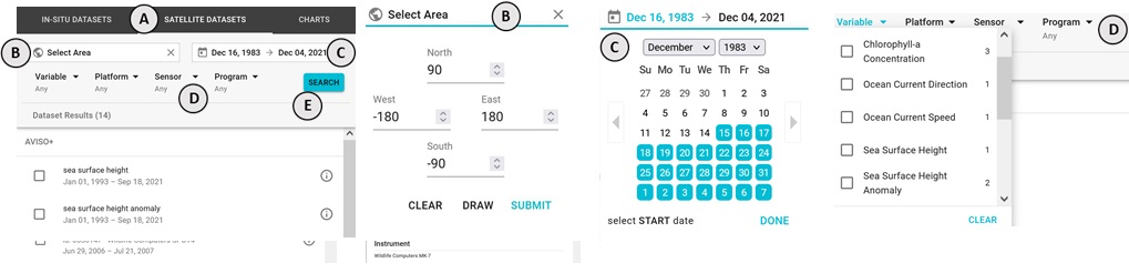 IN-SITU DATASETS
A
SATELLITE DATASETS
CHARTS
B
Select Area
Dec 16, 1983 → Dec 04, 2021
C
Variable
Platform
Sensor
Program
Any
Any
Any
Any
D
SEARCH
E
Dataset Results (14)
AVISO+
sea surface height
Jan 01, 1993 – Sep 18, 2021
sea surface height anomaly
Jan 01, 1993 – Sep 18, 2021
Jun 29, 2006 – Jul 21, 2007
Select Area
B
North
90
West
East
-180
180
South
-90
CLEAR DRAW SUBMIT
Instrument
Wildlife Computers MK-7
Dec 16, 1983 → Dec 04, 2021
C
December 1983
Su Mo Tu We Th Fr Sa
27 28 29 30 1 2 3
4 5 6 7 8 9 10
11 12 13 14 15 16 17
18 19 20 21 22 23 24
25 26 27 28 29 30 31
1 2 3 4 5 6 7
select START date
DONE
Variable
Platform
Sensor
Program
Any
D
Chlorophyll-a
Concentration
3
Ocean Current Direction 1
Ocean Current Speed 1
Sea Surface Height 1
Sea Surface Height
Anomaly
2
CLEAR